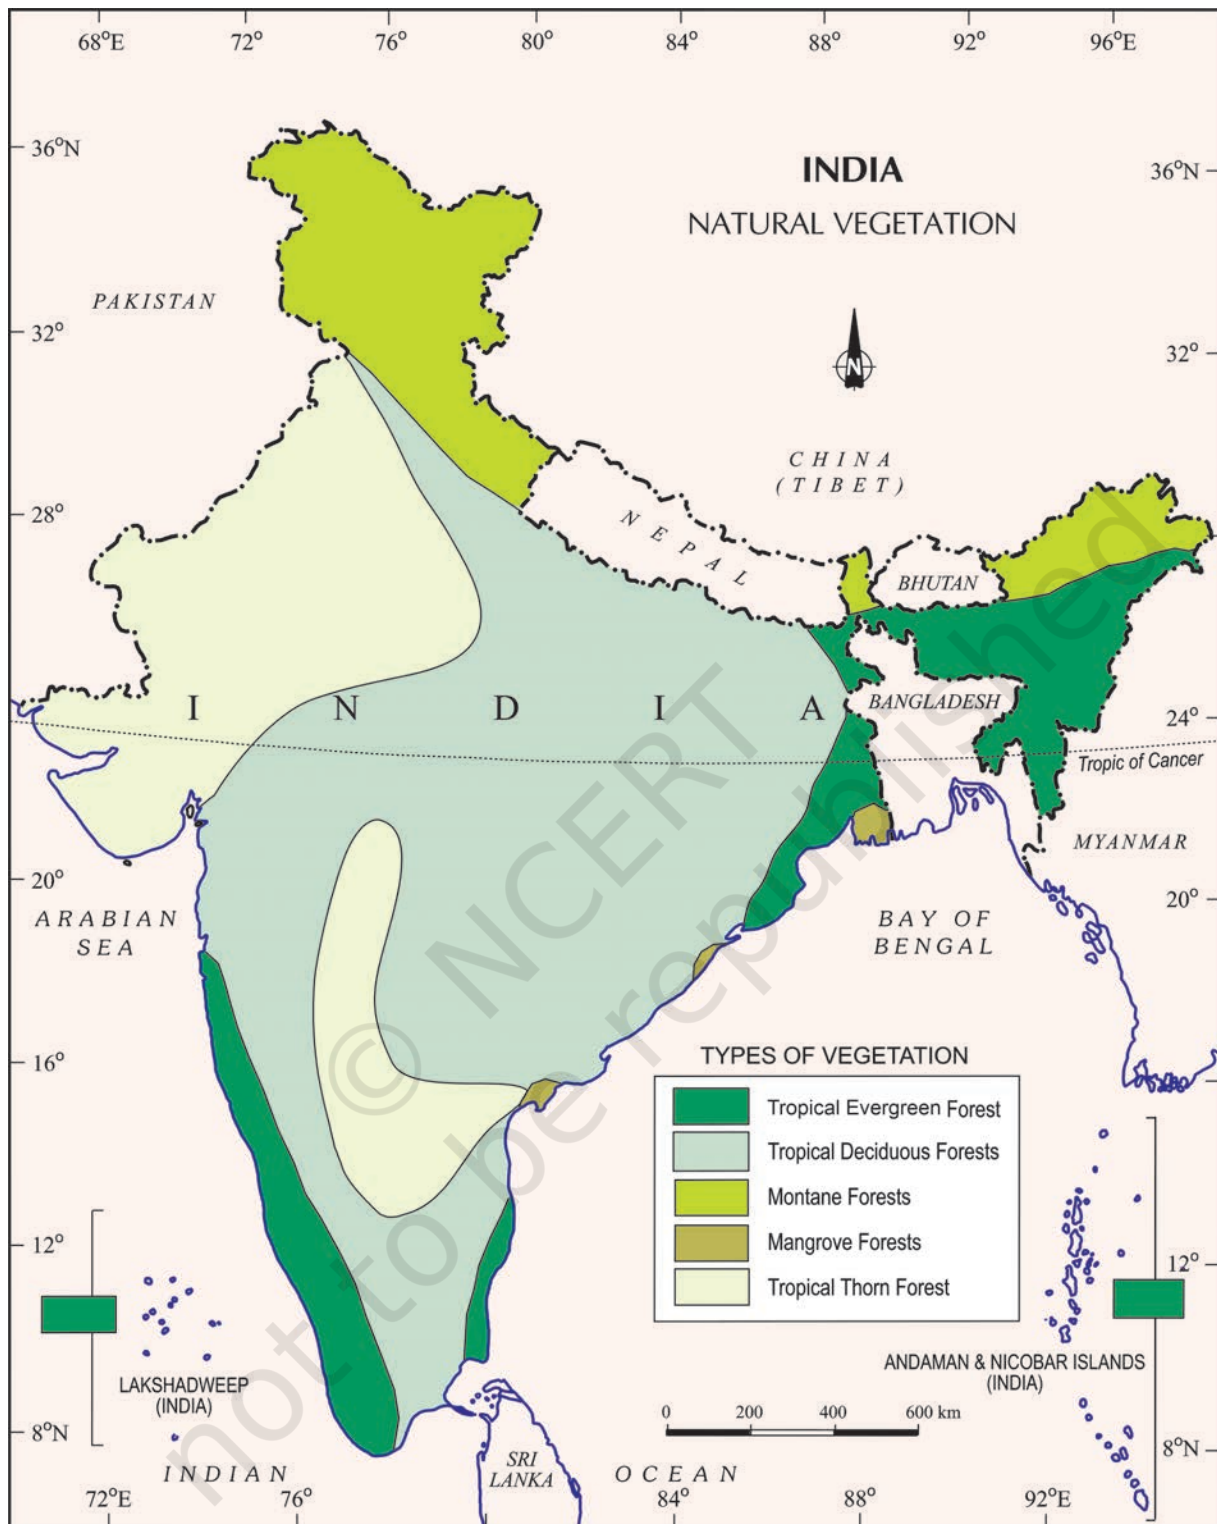 68°E 72° 76° 80° 84° 88° 92° 96°E
36°N
INDIA
36°N
NATURAL VEGETATION
PAKISTAN
32°
32°
N
CHINA
(TIBET)
28°
NEPAL
BHUTAN
I N D I A
BANGLADESH
24°
Tropic of Cancer
MYANMAR
20°
20°
ARABIAN
SEA
BAY OF
BENGAL
© NCERT
not to be republished
16°
TYPES OF VEGETATION
Tropical Evergreen Forest
Tropical Deciduous Forests
Montane Forests
Mangrove Forests
Tropical Thorn Forest
12°
12°
LAKSHADWEEP
(INDIA)
ANDAMAN & NICOBAR ISLANDS
(INDIA)
0 200 400 600 km
8°N
8°N
INDIAN
SRI
LANKA
OCEAN
72°E 76° 84° 88° 92°E